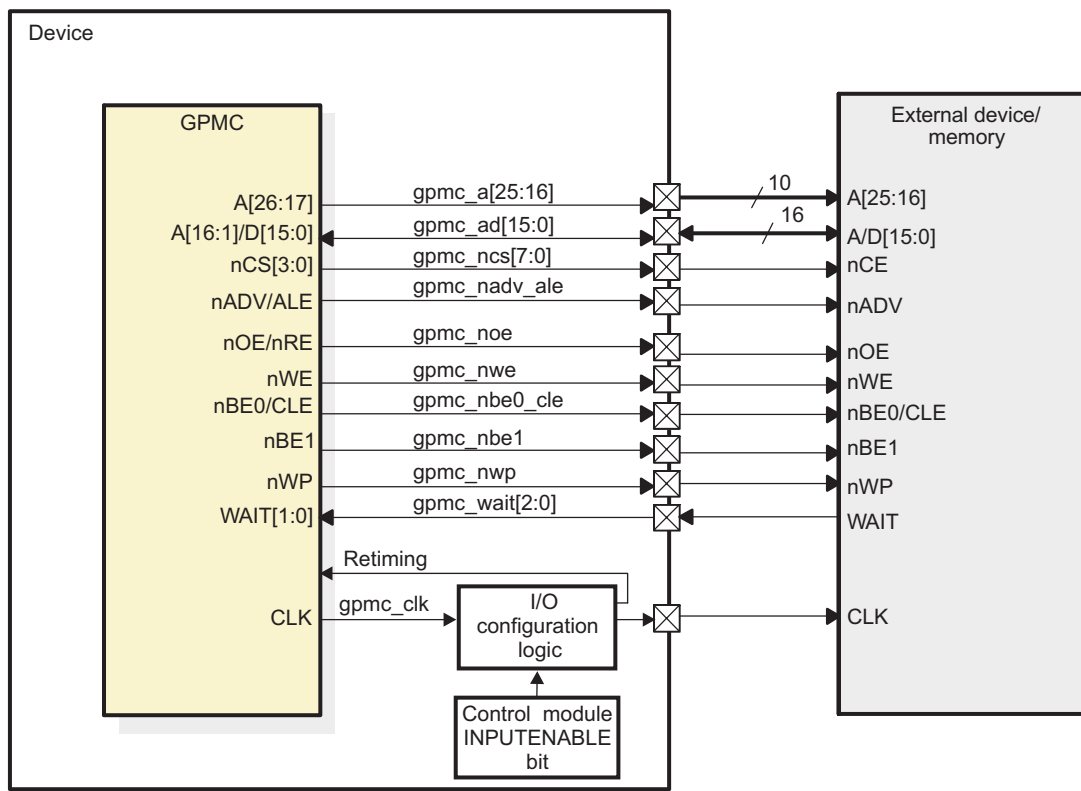 Device
GPMC
External device/
memory
A[26:17]
gpmc_a[25:16]
10
A[25:16]
A[16:1]/D[15:0]
gpmc_ad[15:0]
16
A/D[15:0]
nCS[3:0]
gpmc_ncs[7:0]
nCE
nADV/ALE
gpmc_nadv_ale
nADV
nOE/nRE
gpmc_noe
nOE
nWE
gpmc_nwe
nWE
nBE0/CLE
gpmc_nbe0_cle
nBE0/CLE
nBE1
gpmc_nbe1
nBE1
nWP
gpmc_nwp
nWP
WAIT[1:0]
gpmc_wait[2:0]
WAIT
Retiming
CLK
gpmc_clk
I/O
configuration
logic
CLK
Control module
INPUTENABLE
bit